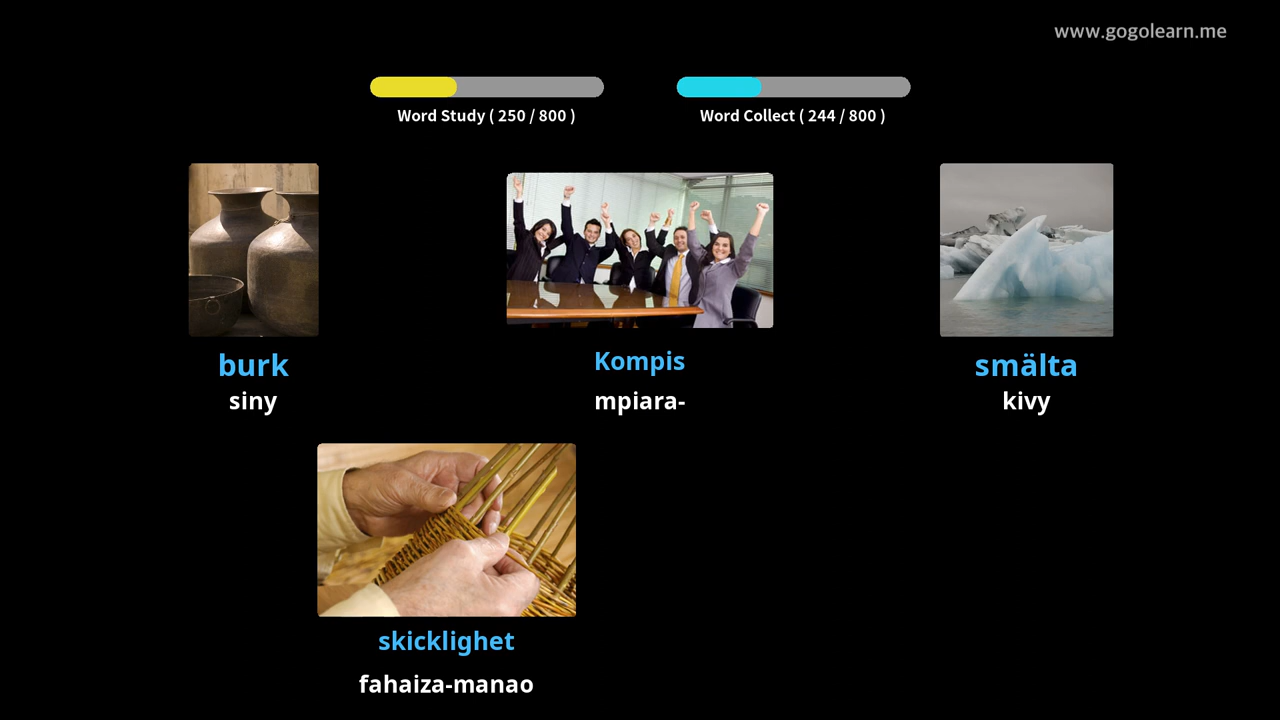 www.gogolearn.me
Word Study ( 250 / 800 )
Word Collect ( 244 / 800 )
burk
siny
Kompis
mpiara-
smälta
kivy
skicklighet
fahaiza-manao